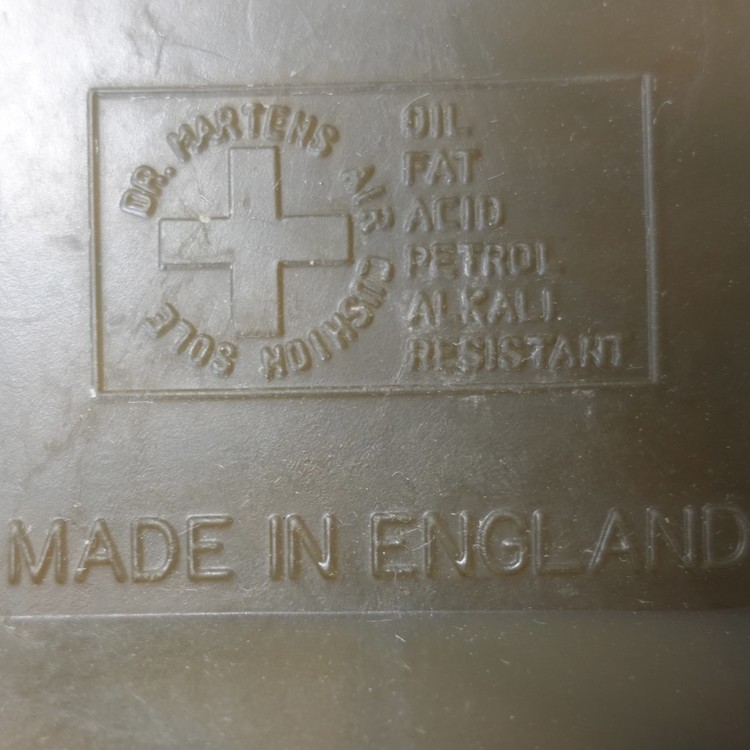 DR. MARTENS AIR CUSHION SOLE
OIL
FAT
ACID
PETROL
ALKALI
RESISTANT
MADE IN ENGLAND